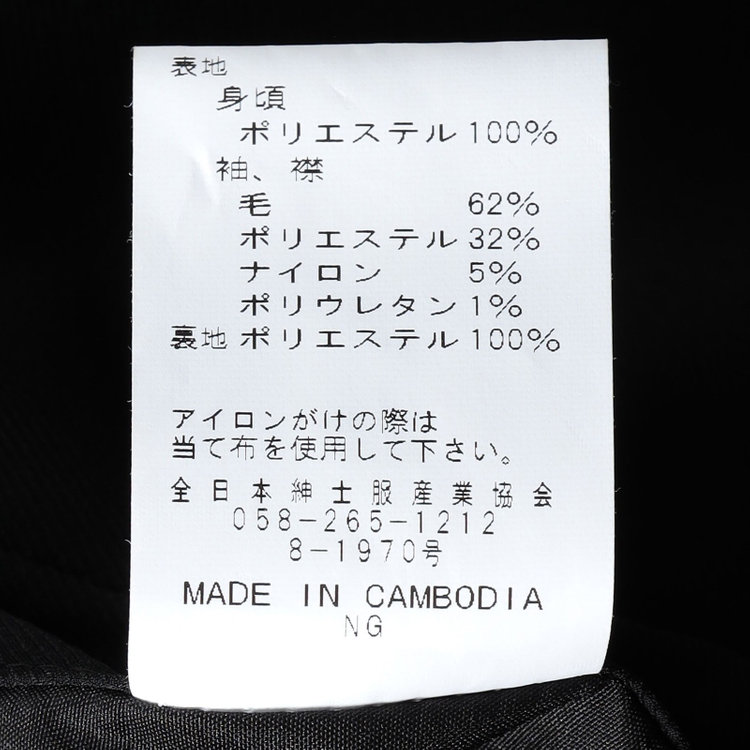 表地
身頃
ポリエステル 100%
袖、襟
毛 62%
ポリエステル 32%
ナイロン 5%
ポリウレタン 1%
裏地 ポリエステル 100%
アイロンがけの際は
当て布を使用して下さい。
全日本紳士服産業協会
058-265-1212
8-1970号
MADE IN CAMBODIA
NG